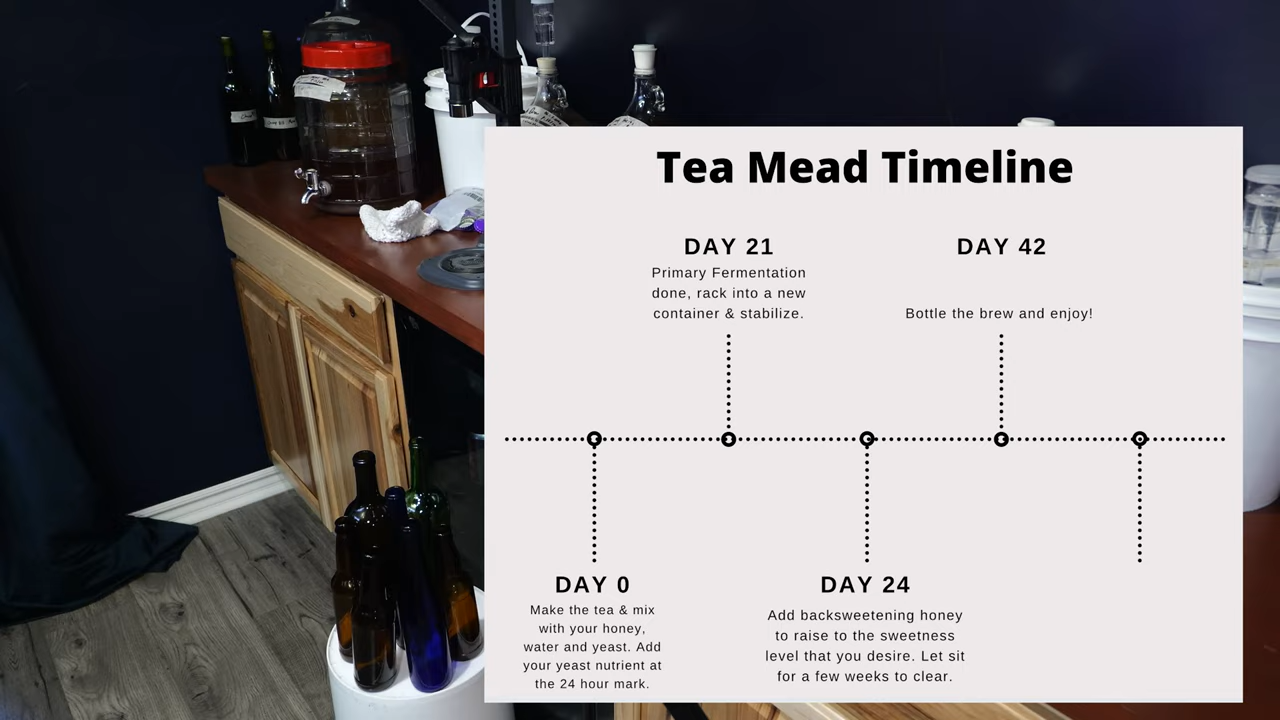 Tea Mead Timeline
DAY 21
Primary Fermentation
done, rack into a new
container & stabilize.
DAY 42
Bottle the brew and enjoy!
DAY 0
Make the tea & mix
with your honey,
water and yeast. Add
your yeast nutrient at
the 24 hour mark.
DAY 24
Add backsweetening honey
to raise to the sweetness
level that you desire. Let sit
for a few weeks to clear.